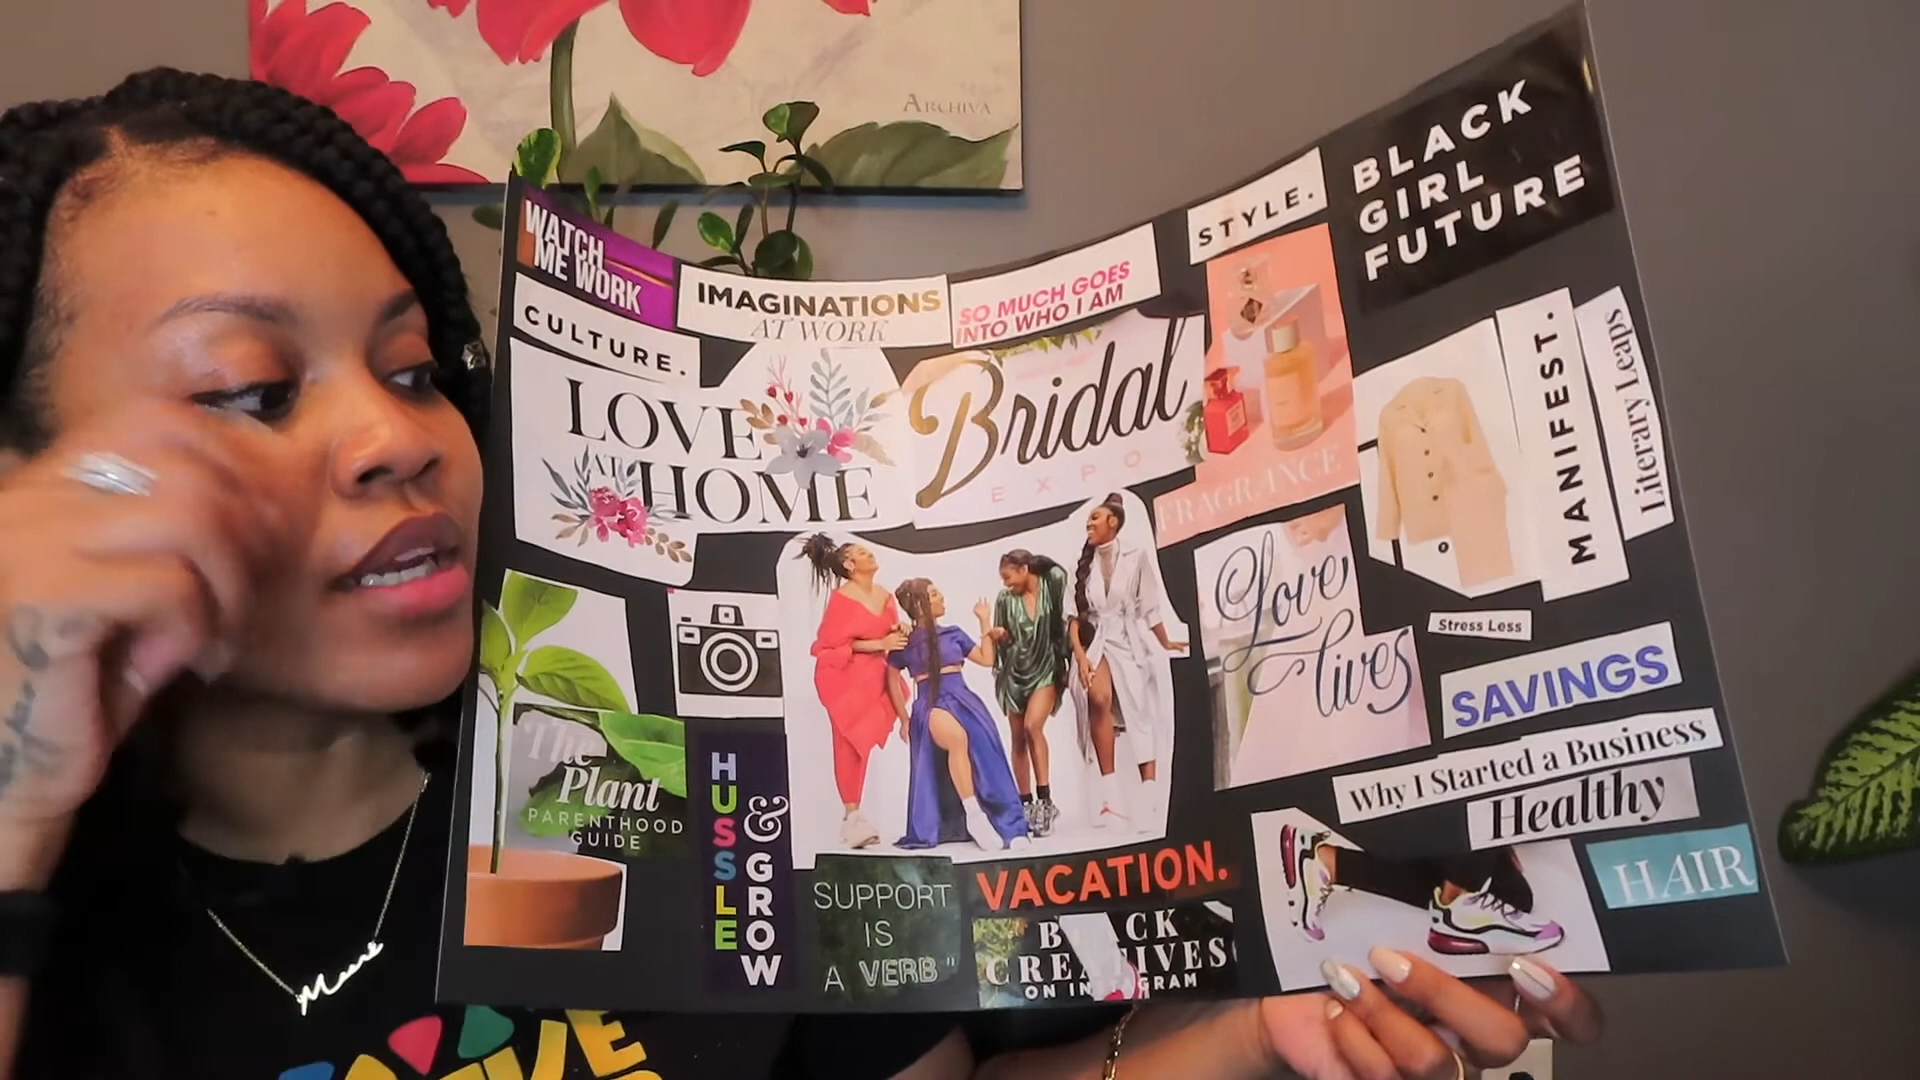 ARCHIVA
BLACK
GIRL
FUTURE
STYLE.
WATCH
ME WORK
IMAGINATIONS
AT WORK
SO MUCH GOES
INTO WHO I AM
CULTURE.
LOVE
AT
HOME
Bridal
EXPO
FRAGRANCE
MANIFEST.
Literary Leaps
Love
lives
Stress Less
SAVINGS
Why I Started a Business
Healthy
HAIR
The
Plant
PARENTHOOD
GUIDE
HUSSLE
& GROW
SUPPORT
IS
A VERB"
VACATION.
BLACK
CREATIVES
ON INSTAGRAM